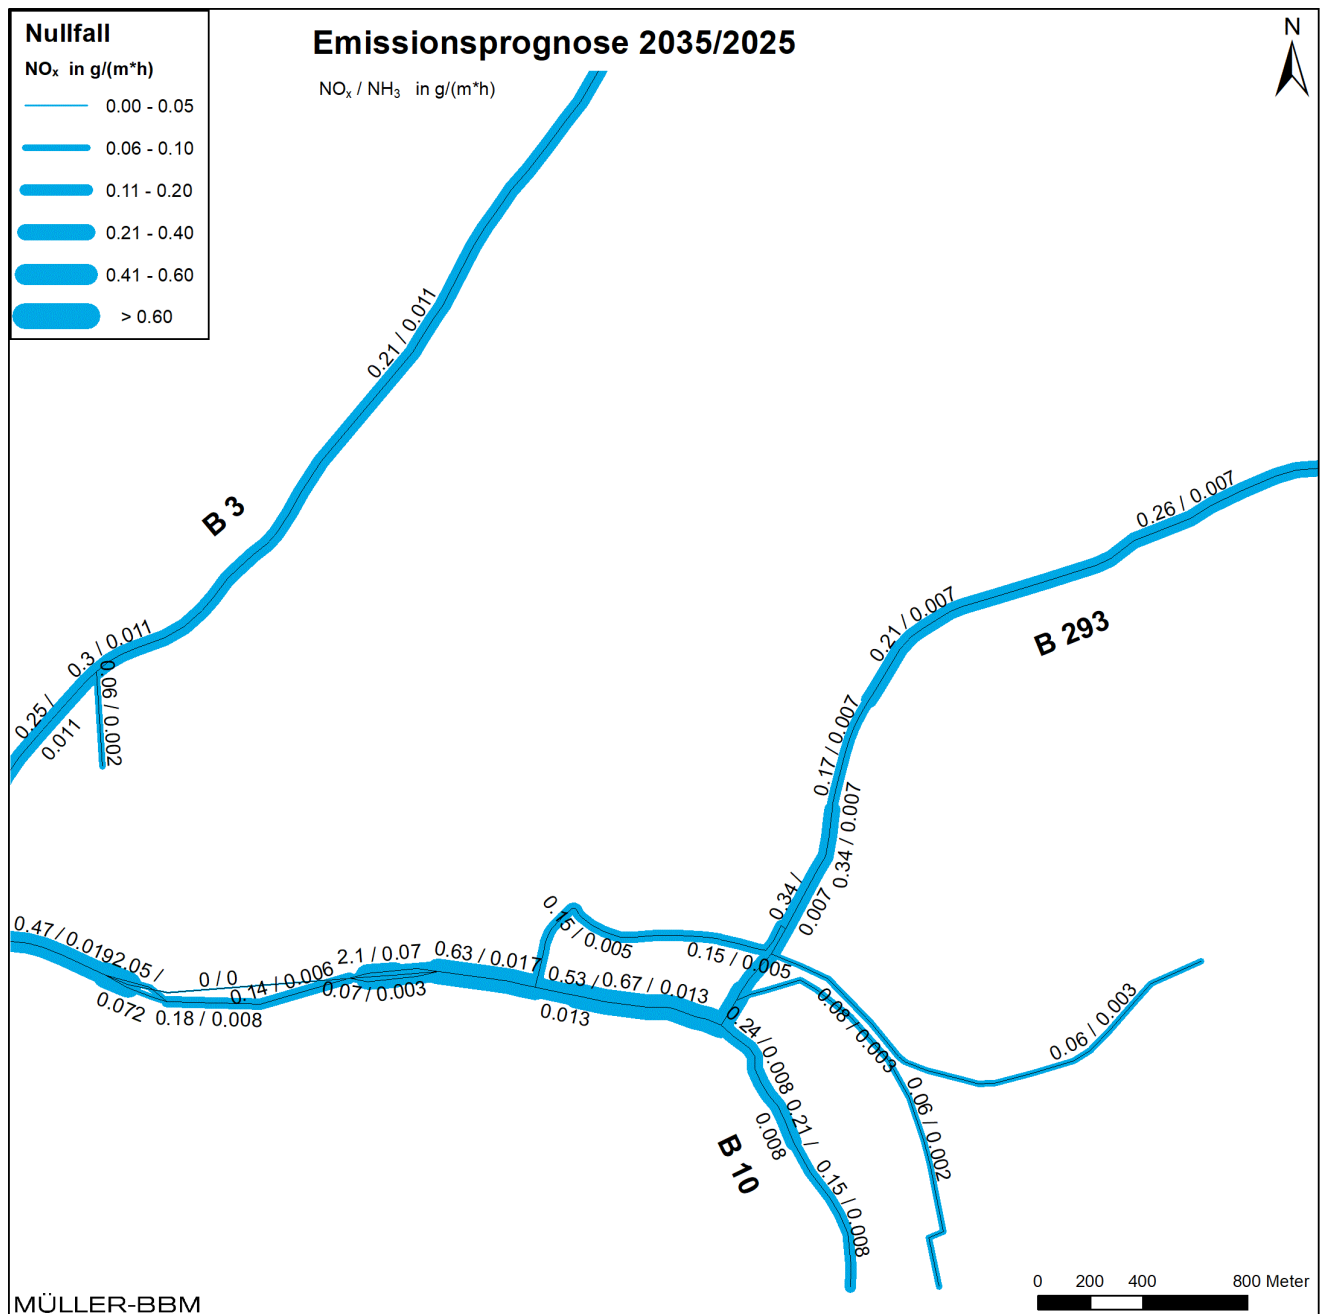 Nullfall
NOₓ in g/(m*h)
0.00 - 0.05
0.06 - 0.10
0.11 - 0.20
0.21 - 0.40
0.41 - 0.60
> 0.60
Emissionsprognose 2035/2025
NOₓ / NH₃ in g/(m*h)
N
0.21 / 0.011
B 3
0.3 / 0.011
0.06 / 0.002
0.25 /
0.011
0.26 / 0.007
0.21 / 0.007
B 293
0.17 / 0.007
0.34 / 0.007
0.34 /
0.007
0.15 / 0.005
0.15 / 0.005
0.47 / 0.019
2.05 /
0.072
0 / 0
0.14 / 0.006
0.18 / 0.008
2.1 / 0.07
0.07 / 0.003
0.63 / 0.017
0.53 /
0.013
0.67 / 0.013
0.24 / 0.008
0.21 /
0.008
0.15 / 0.008
B 10
0.08 / 0.003
0.06 / 0.002
0.06 / 0.003
0 200 400 800 Meter
MÜLLER-BBM